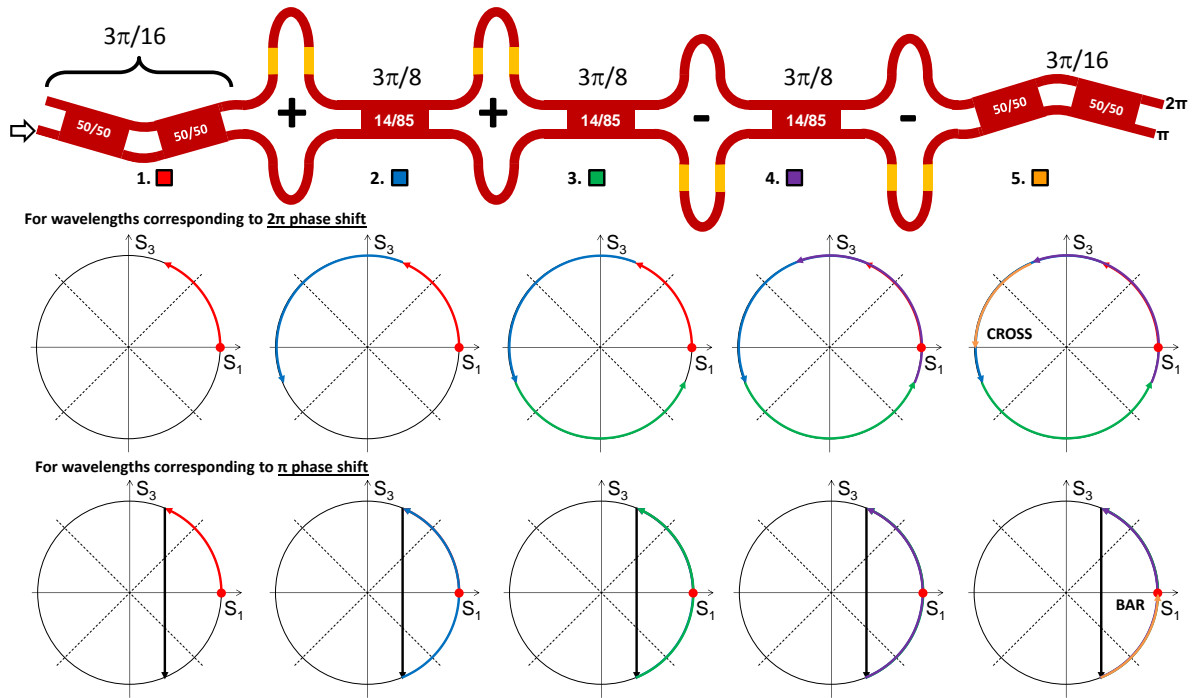 3π/16
3π/8
3π/8
3π/8
3π/16
50/50
50/50
+
14/85
+
14/85
-
14/85
-
50/50
50/50
2π
π
1.
2.
3.
4.
5.
For wavelengths corresponding to 2π phase shift
S3
S1
S3
S1
S3
S1
S3
S1
S3
S1
CROSS
For wavelengths corresponding to π phase shift
S3
S1
S3
S1
S3
S1
S3
S1
S3
S1
BAR